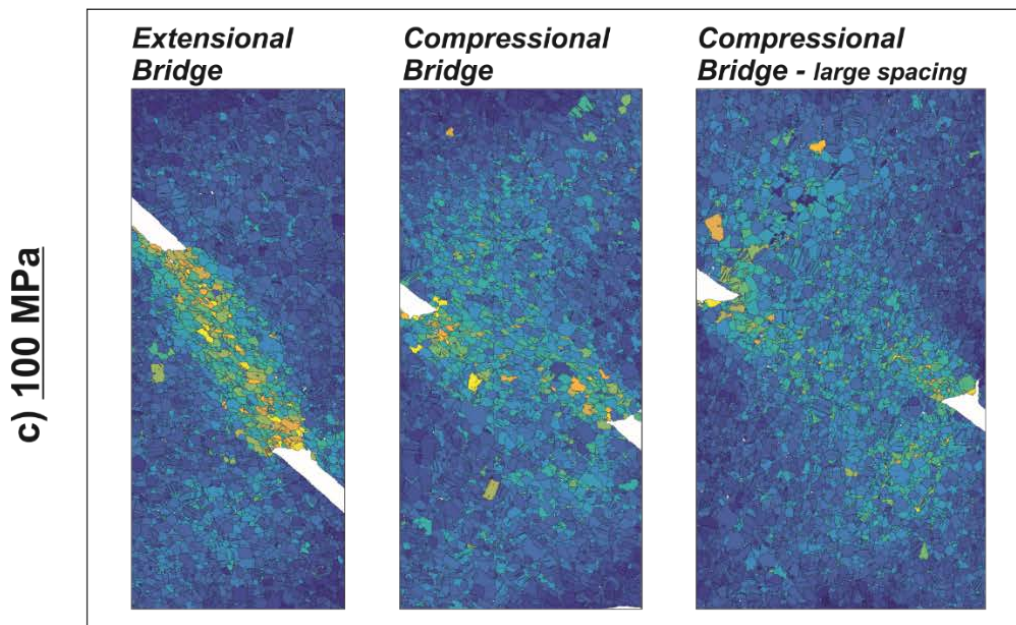 Extensional
Bridge
Compressional
Bridge
Compressional
Bridge - large spacing
c) 100 MPa